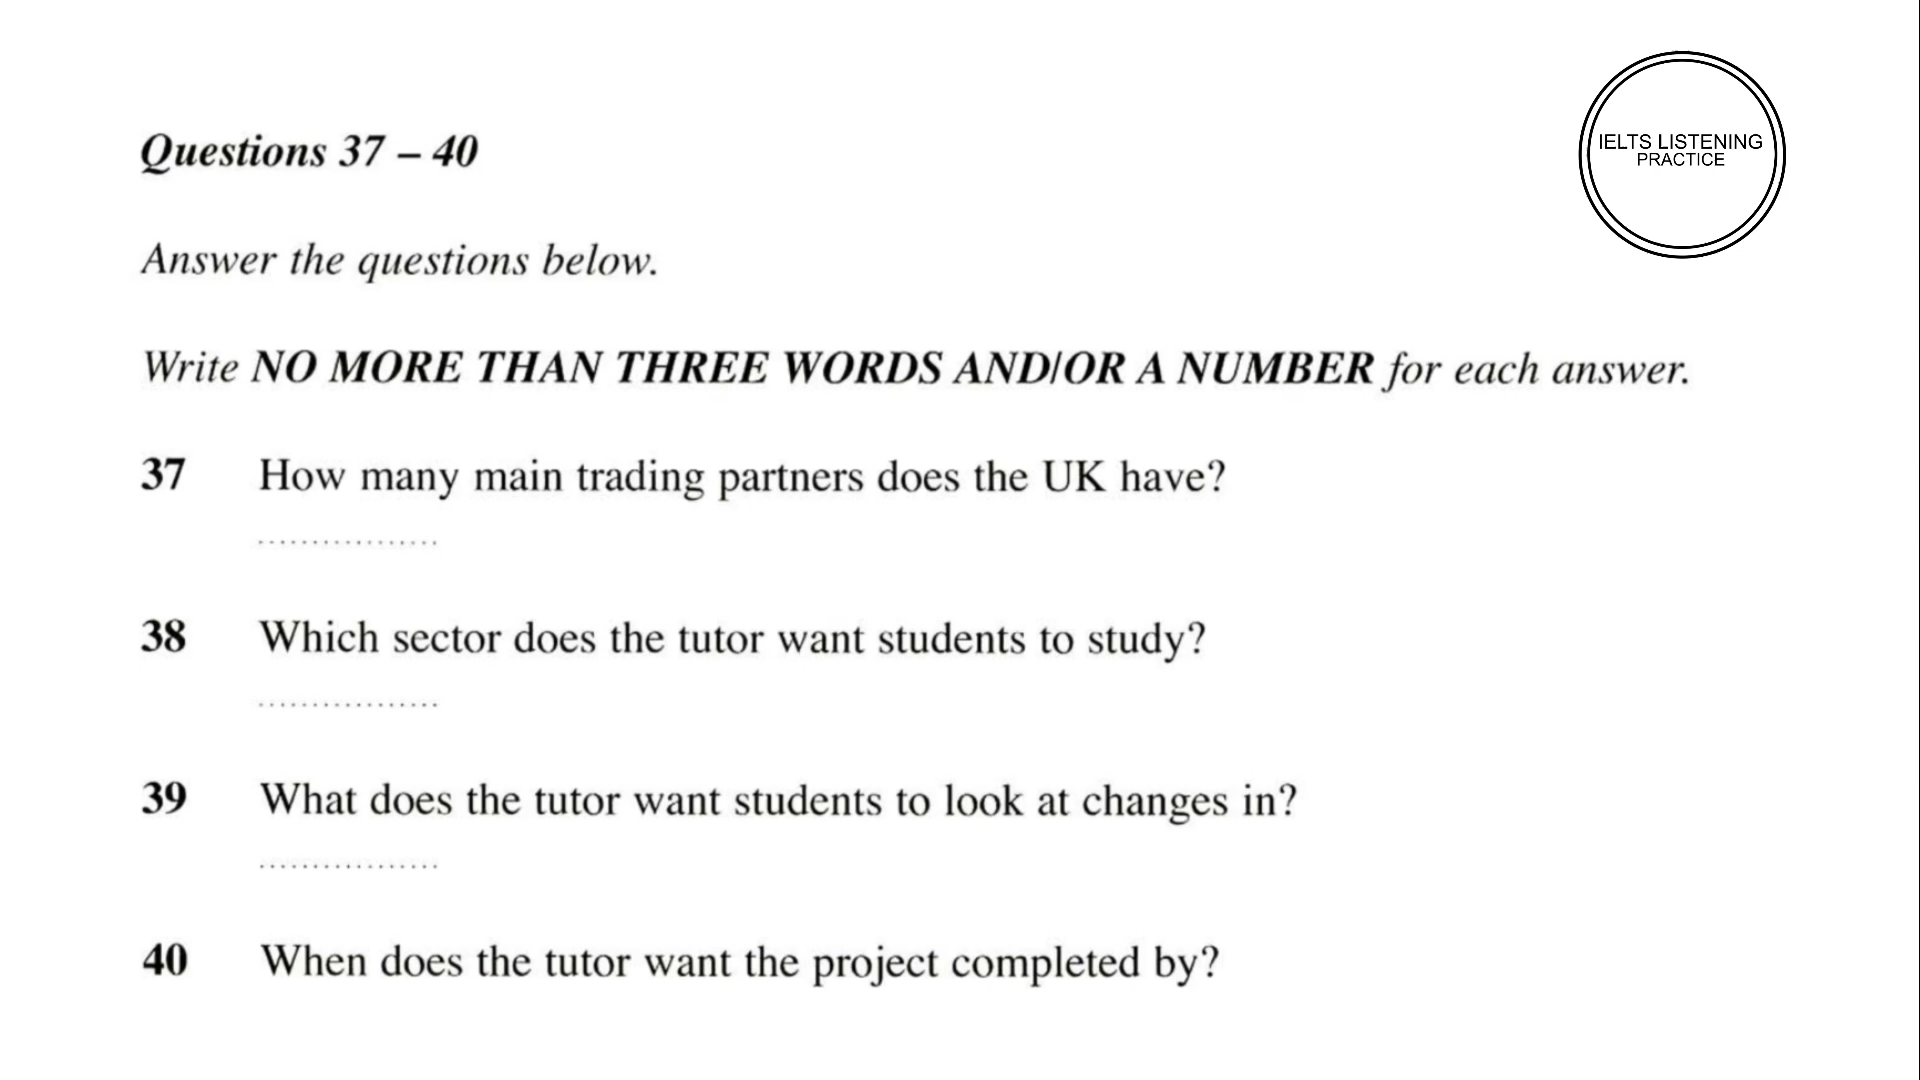 IELTS LISTENING
PRACTICE
Questions 37 – 40
Answer the questions below.
Write NO MORE THAN THREE WORDS AND/OR A NUMBER for each answer.
37 How many main trading partners does the UK have?
.................
38 Which sector does the tutor want students to study?
.................
39 What does the tutor want students to look at changes in?
.................
40 When does the tutor want the project completed by?